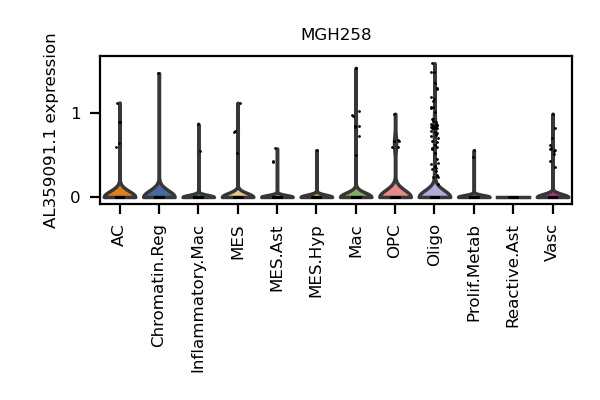 MGH258
AL359091.1 expression
1
0
AC
Chromatin.Reg
Inflammatory.Mac
MES
MES.Ast
MES.Hyp
Mac
OPC
Oligo
Prolif.Metab
Reactive.Ast
Vasc